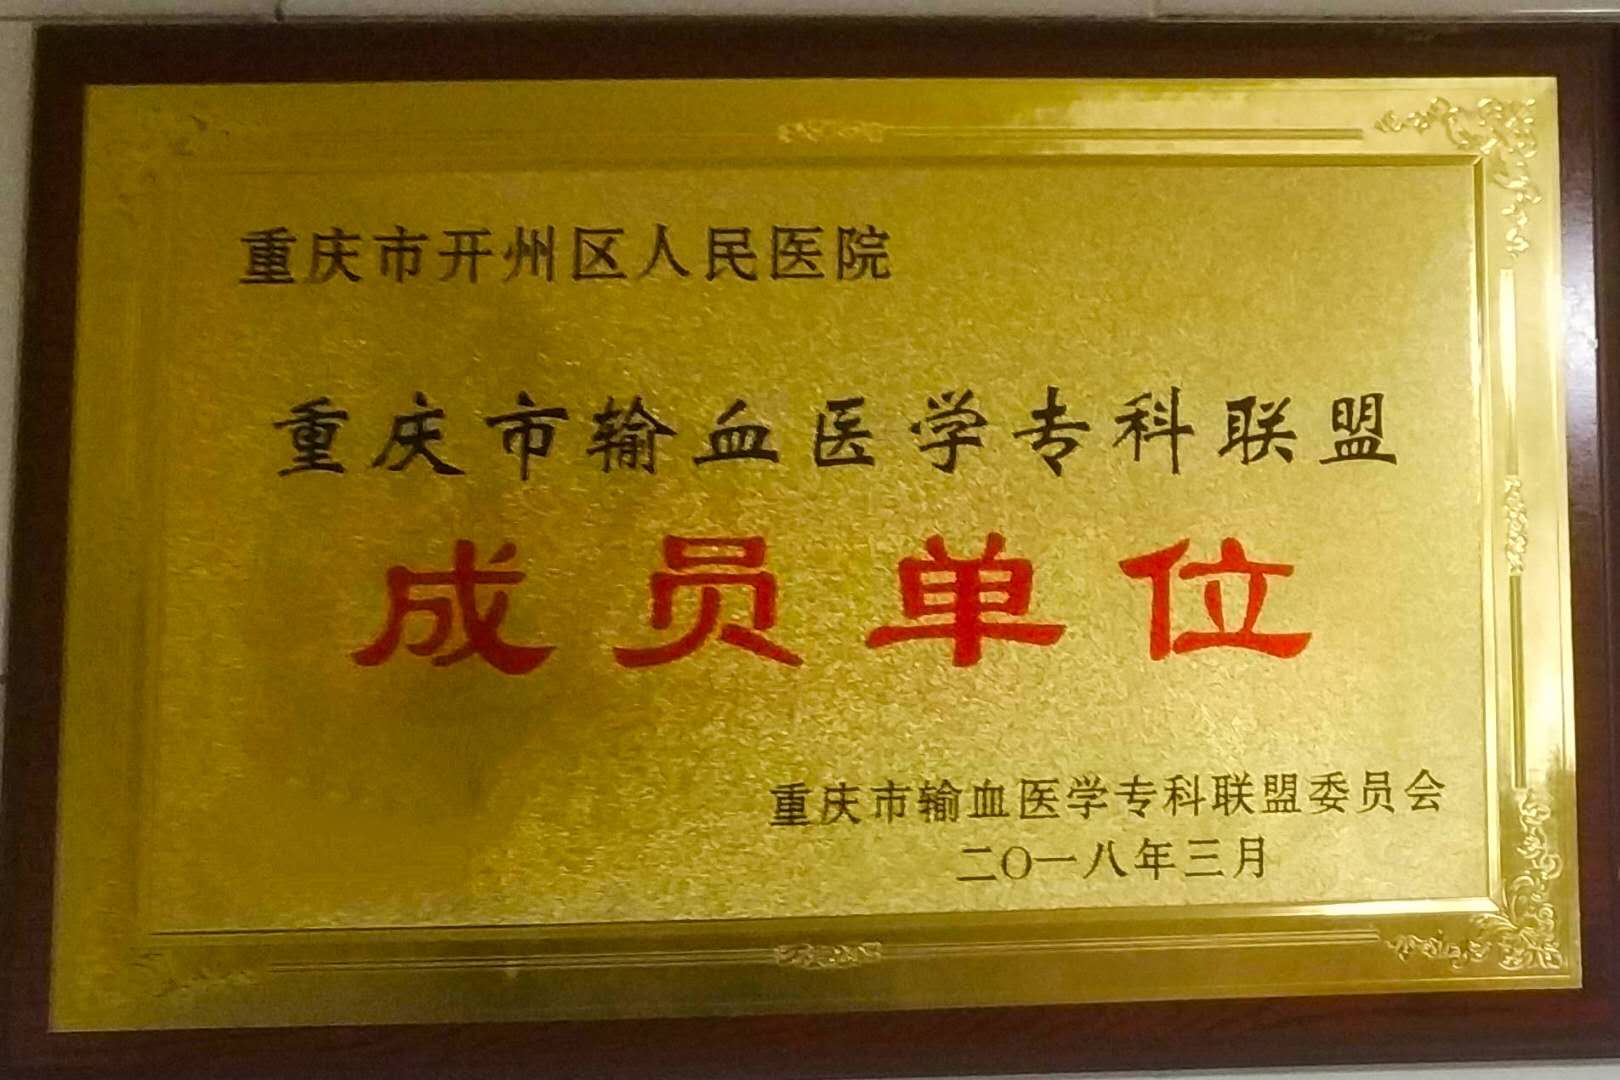 重庆市开州区人民医院
重庆市输血医学专科联盟
成员单位
重庆市输血医学专科联盟委员会
二〇一八年三月